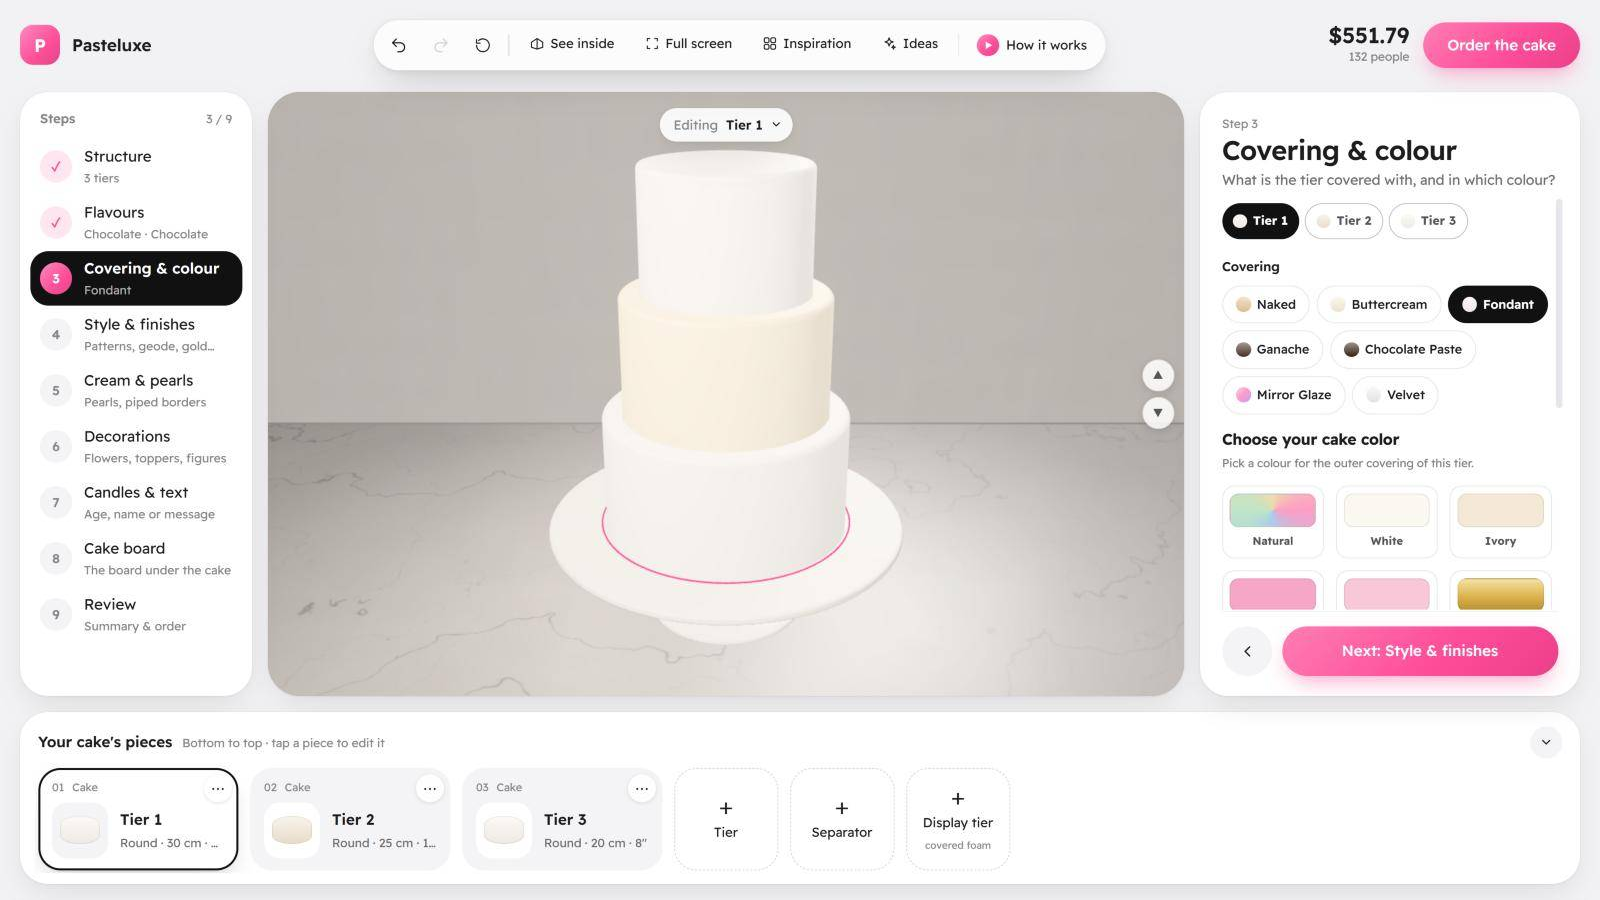 P
Pasteluxe
See inside
Full screen
Inspiration
Ideas
How it works
$551.79
132 people
Order the cake
Steps
3 / 9
Structure
3 tiers
Flavours
Chocolate · Chocolate
3
Covering & colour
Fondant
4
Style & finishes
Patterns, geode, gold...
5
Cream & pearls
Pearls, piped borders
6
Decorations
Flowers, toppers, figures
7
Candles & text
Age, name or message
8
Cake board
The board under the cake
9
Review
Summary & order
Editing Tier 1
Step 3
Covering & colour
What is the tier covered with, and in which colour?
Tier 1
Tier 2
Tier 3
Covering
Naked
Buttercream
Fondant
Ganache
Chocolate Paste
Mirror Glaze
Velvet
Choose your cake color
Pick a colour for the outer covering of this tier.
Natural
White
Ivory
Next: Style & finishes
Your cake's pieces
Bottom to top · tap a piece to edit it
01 Cake
Tier 1
Round · 30 cm · ...
02 Cake
Tier 2
Round · 25 cm · 1...
03 Cake
Tier 3
Round · 20 cm · 8"
+
Tier
+
Separator
+
Display tier
covered foam